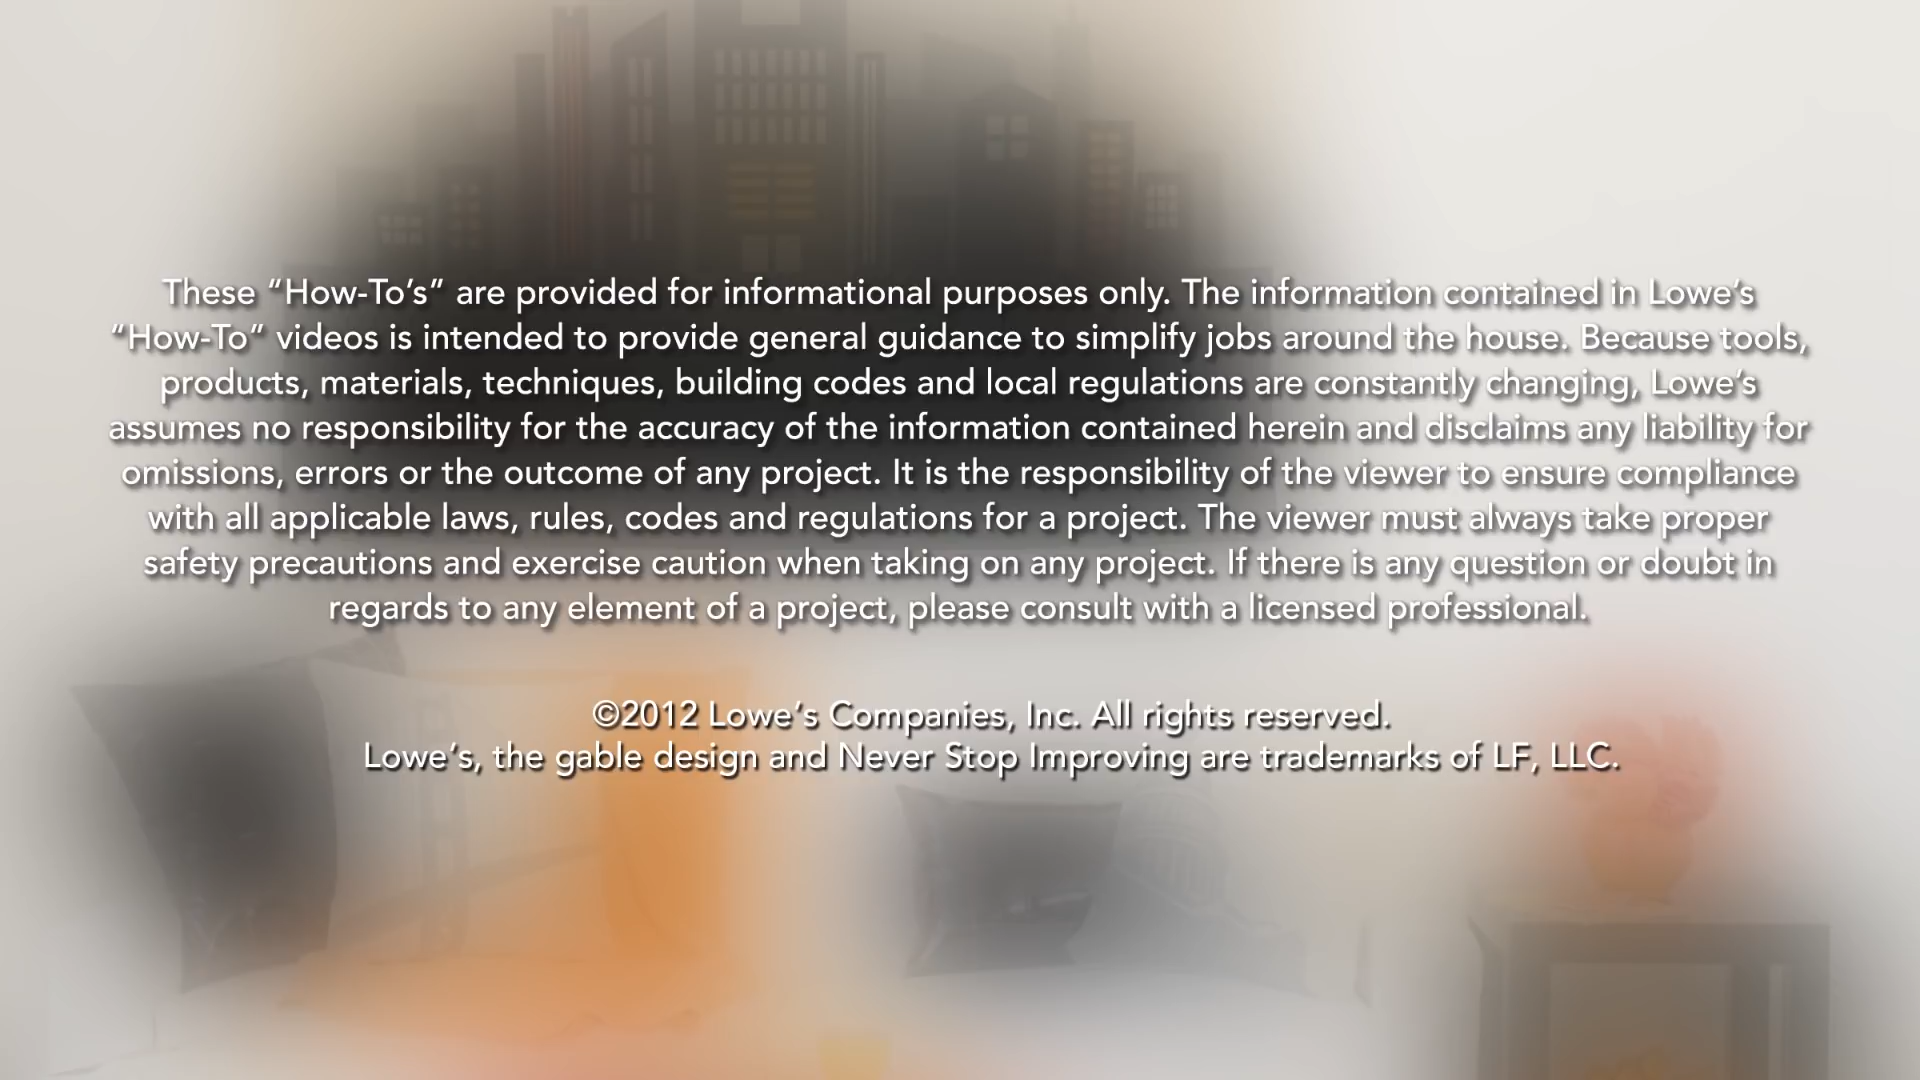 These “How-To’s” are provided for informational purposes only. The information contained in Lowe’s
“How-To” videos is intended to provide general guidance to simplify jobs around the house. Because tools,
products, materials, techniques, building codes and local regulations are constantly changing, Lowe’s
assumes no responsibility for the accuracy of the information contained herein and disclaims any liability for
omissions, errors or the outcome of any project. It is the responsibility of the viewer to ensure compliance
with all applicable laws, rules, codes and regulations for a project. The viewer must always take proper
safety precautions and exercise caution when taking on any project. If there is any question or doubt in
regards to any element of a project, please consult with a licensed professional.
©2012 Lowe’s Companies, Inc. All rights reserved.
Lowe’s, the gable design and Never Stop Improving are trademarks of LF, LLC.